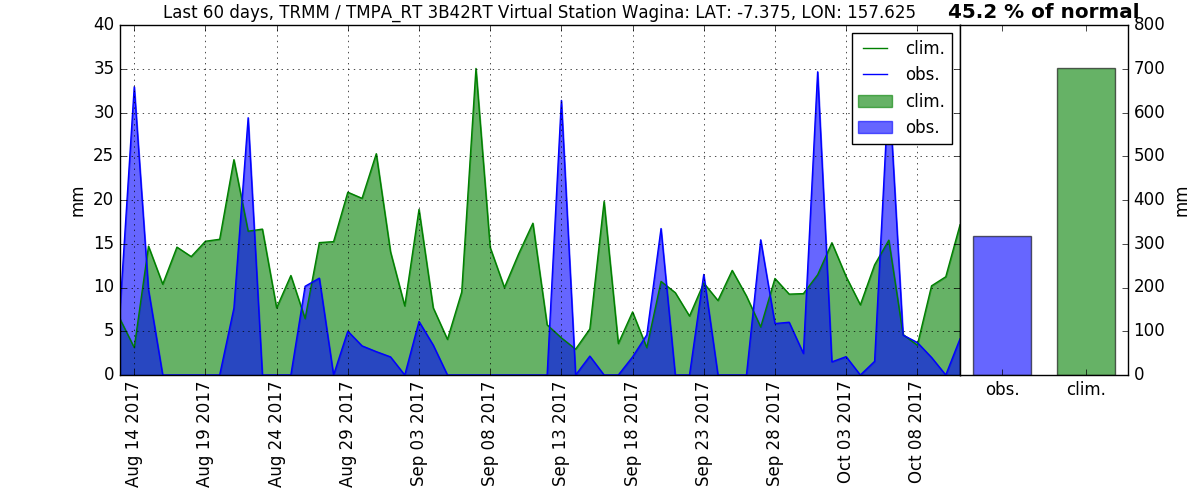 Last 60 days, TRMM / TMPA_RT 3B42RT Virtual Station Wagina: LAT: -7.375, LON: 157.625
45.2 % of normal
40
35
30
25
20
15
10
5
0
mm
clim.
obs.
clim.
obs.
800
700
600
500
400
300
200
100
0
mm
Aug 14 2017
Aug 19 2017
Aug 24 2017
Aug 29 2017
Sep 03 2017
Sep 08 2017
Sep 13 2017
Sep 18 2017
Sep 23 2017
Sep 28 2017
Oct 03 2017
Oct 08 2017
obs.
clim.